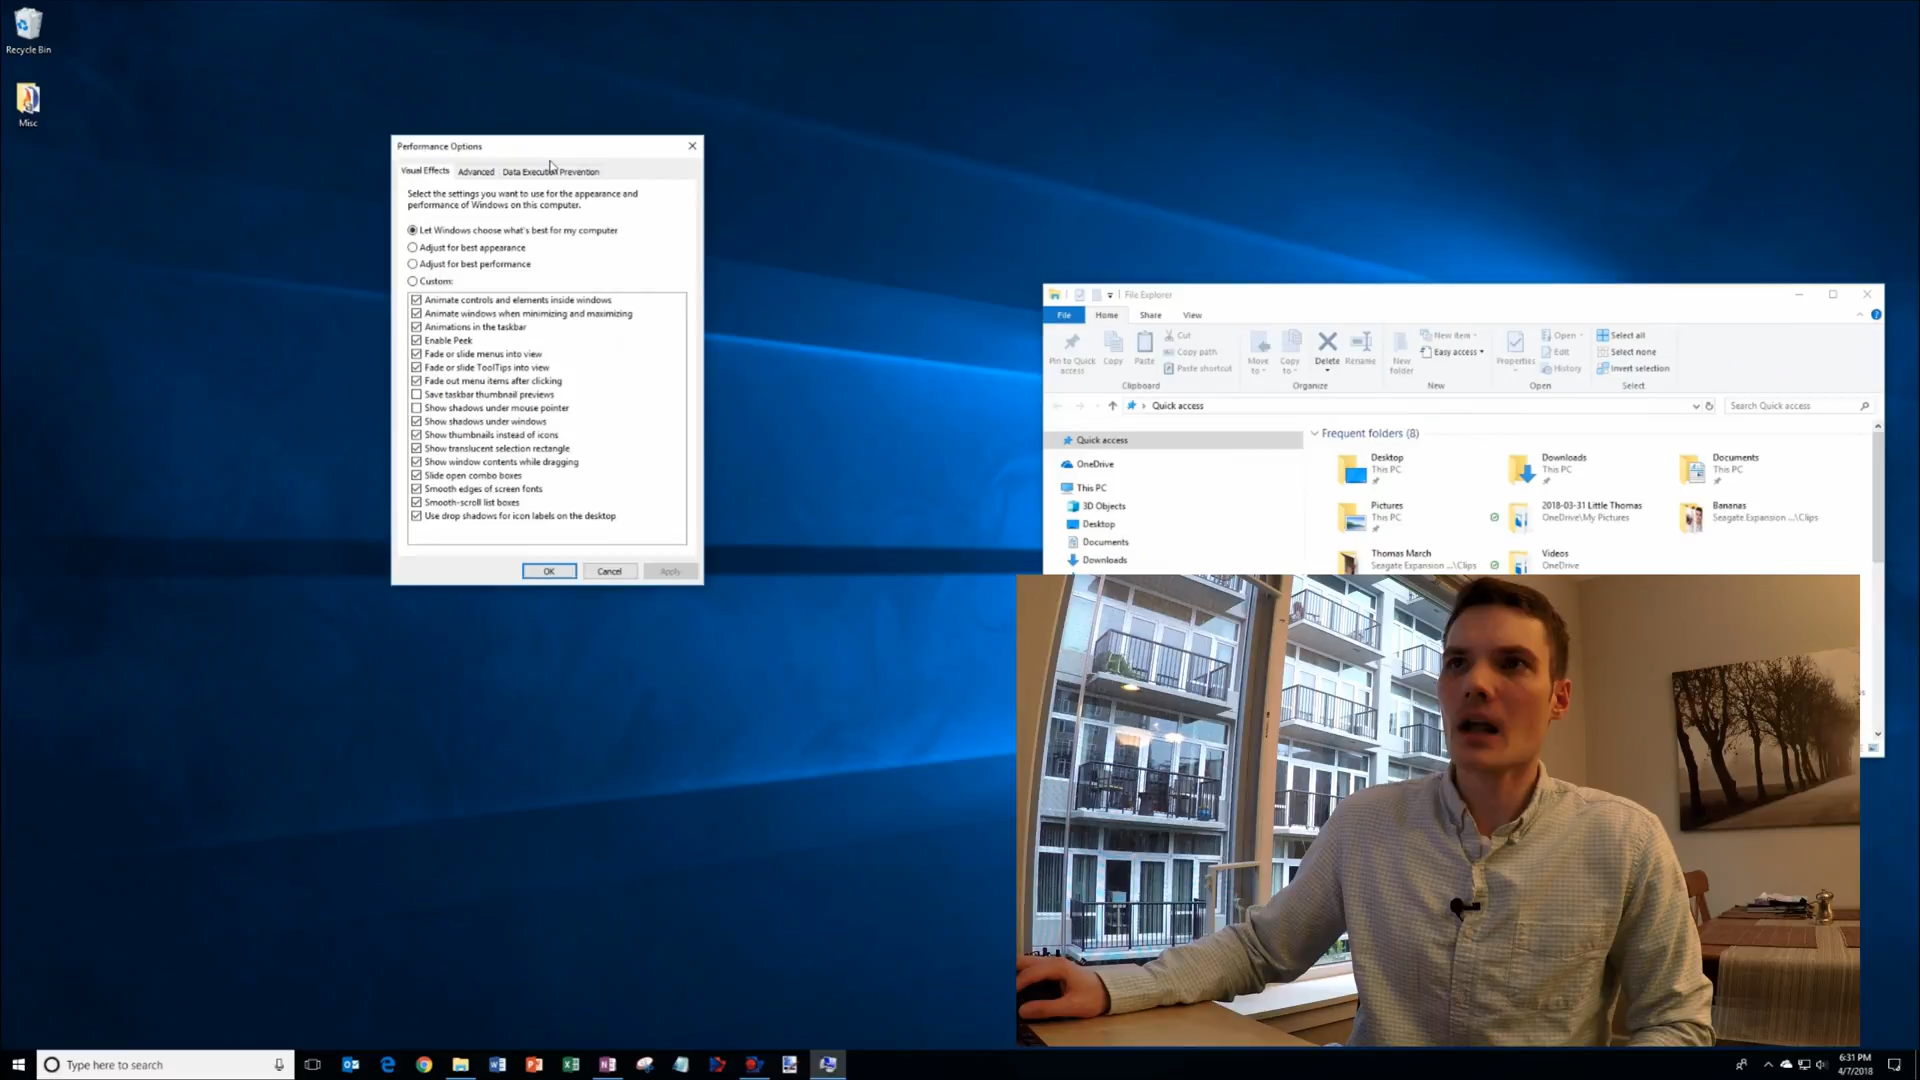 Recycle Bin
Misc
Performance Options
Visual Effects
Advanced
Data Execution Prevention
Select the settings you want to use for the appearance and
performance of Windows on this computer.
Let Windows choose what's best for my computer
Adjust for best appearance
Adjust for best performance
Custom:
Animate controls and elements inside windows
Animate windows when minimizing and maximizing
Animations in the taskbar
Enable Peek
Fade or slide menus into view
Fade or slide ToolTips into view
Fade out menu items after clicking
Save taskbar thumbnail previews
Show shadows under mouse pointer
Show shadows under windows
Show thumbnails instead of icons
Show translucent selection rectangle
Show window contents while dragging
Slide open combo boxes
Smooth edges of screen fonts
Smooth-scroll list boxes
Use drop shadows for icon labels on the desktop
OK
Cancel
Apply
File Explorer
File
Home
Share
View
Pin to Quick
access
Copy
Paste
Cut
Copy path
Paste shortcut
Clipboard
Move
to
Copy
to
Delete
Rename
Organize
New
folder
New item
Easy access
New
Properties
Open
Edit
History
Open
Select all
Select none
Invert selection
Select
Quick access
Search Quick access
Quick access
OneDrive
This PC
3D Objects
Desktop
Documents
Downloads
Frequent folders (8)
Desktop
This PC
Downloads
This PC
Documents
This PC
Pictures
This PC
2018-03-31 Little Thomas
OneDrive\My Pictures
Bananas
Seagate Expansion ...\Clips
Thomas March
Seagate Expansion ...\Clips
Videos
OneDrive
Type here to search
6:31 PM
4/7/2018